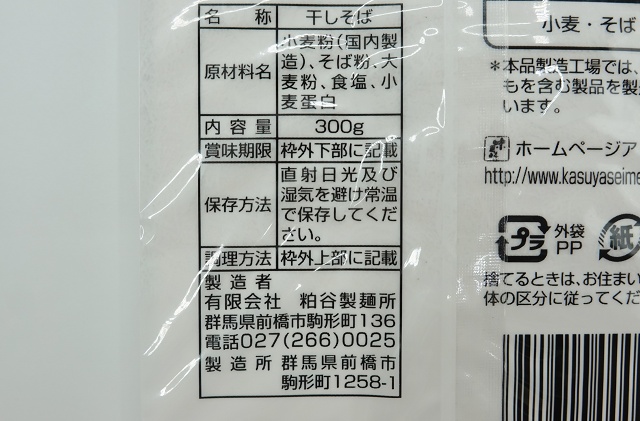 名称 干しそば
原材料名 小麦粉(国内製
造)、そば粉、大
麦粉、食塩、小
麦蛋白
内容量 300g
賞味期限 枠外下部に記載
保存方法 直射日光及び
湿気を避け常温
で保存してくださ
い。
調理方法 枠外上部に記載
製造者
有限会社 粕谷製麺所
群馬県前橋市駒形町136
電話027(266)0025
製造所 群馬県前橋市
駒形町1258-1
小麦・そば
*本品製造工場では、
もを含む製品を製
います。
ホームページア
http://www.kasuyaseime
プラ 外袋
PP
紙
捨てるときは、お住まい
体の区分に従ってくだ